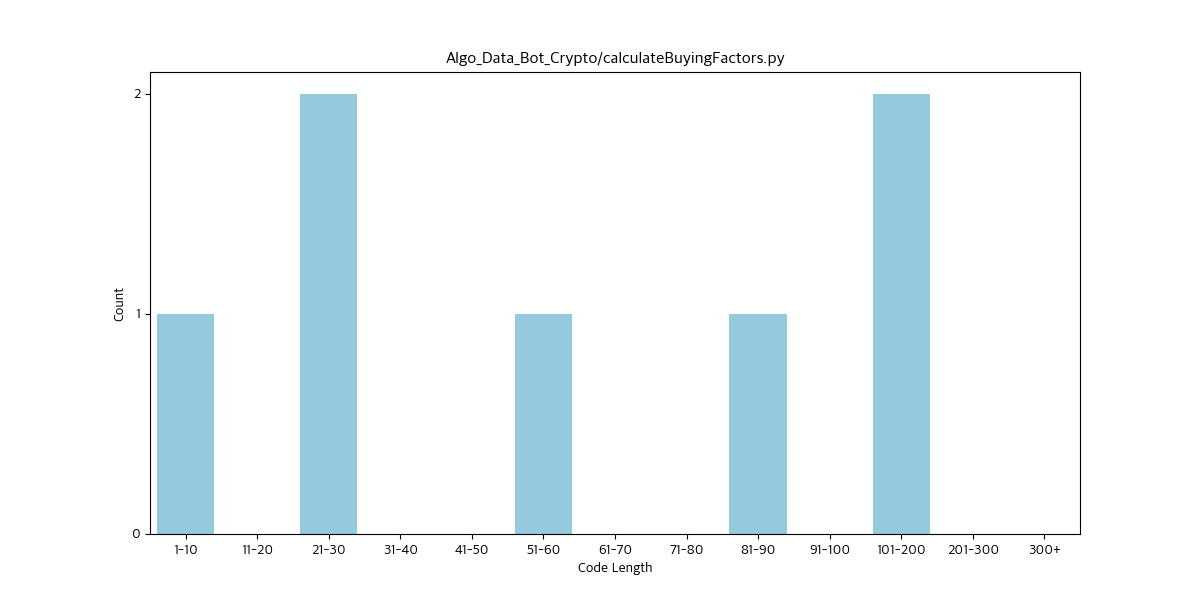 Algo_Data_Bot_Crypto/calculateBuyingFactors.py
Count
2
1
0
1-10 11-20 21-30 31-40 41-50 51-60 61-70 71-80 81-90 91-100 101-200 201-300 300+
Code Length